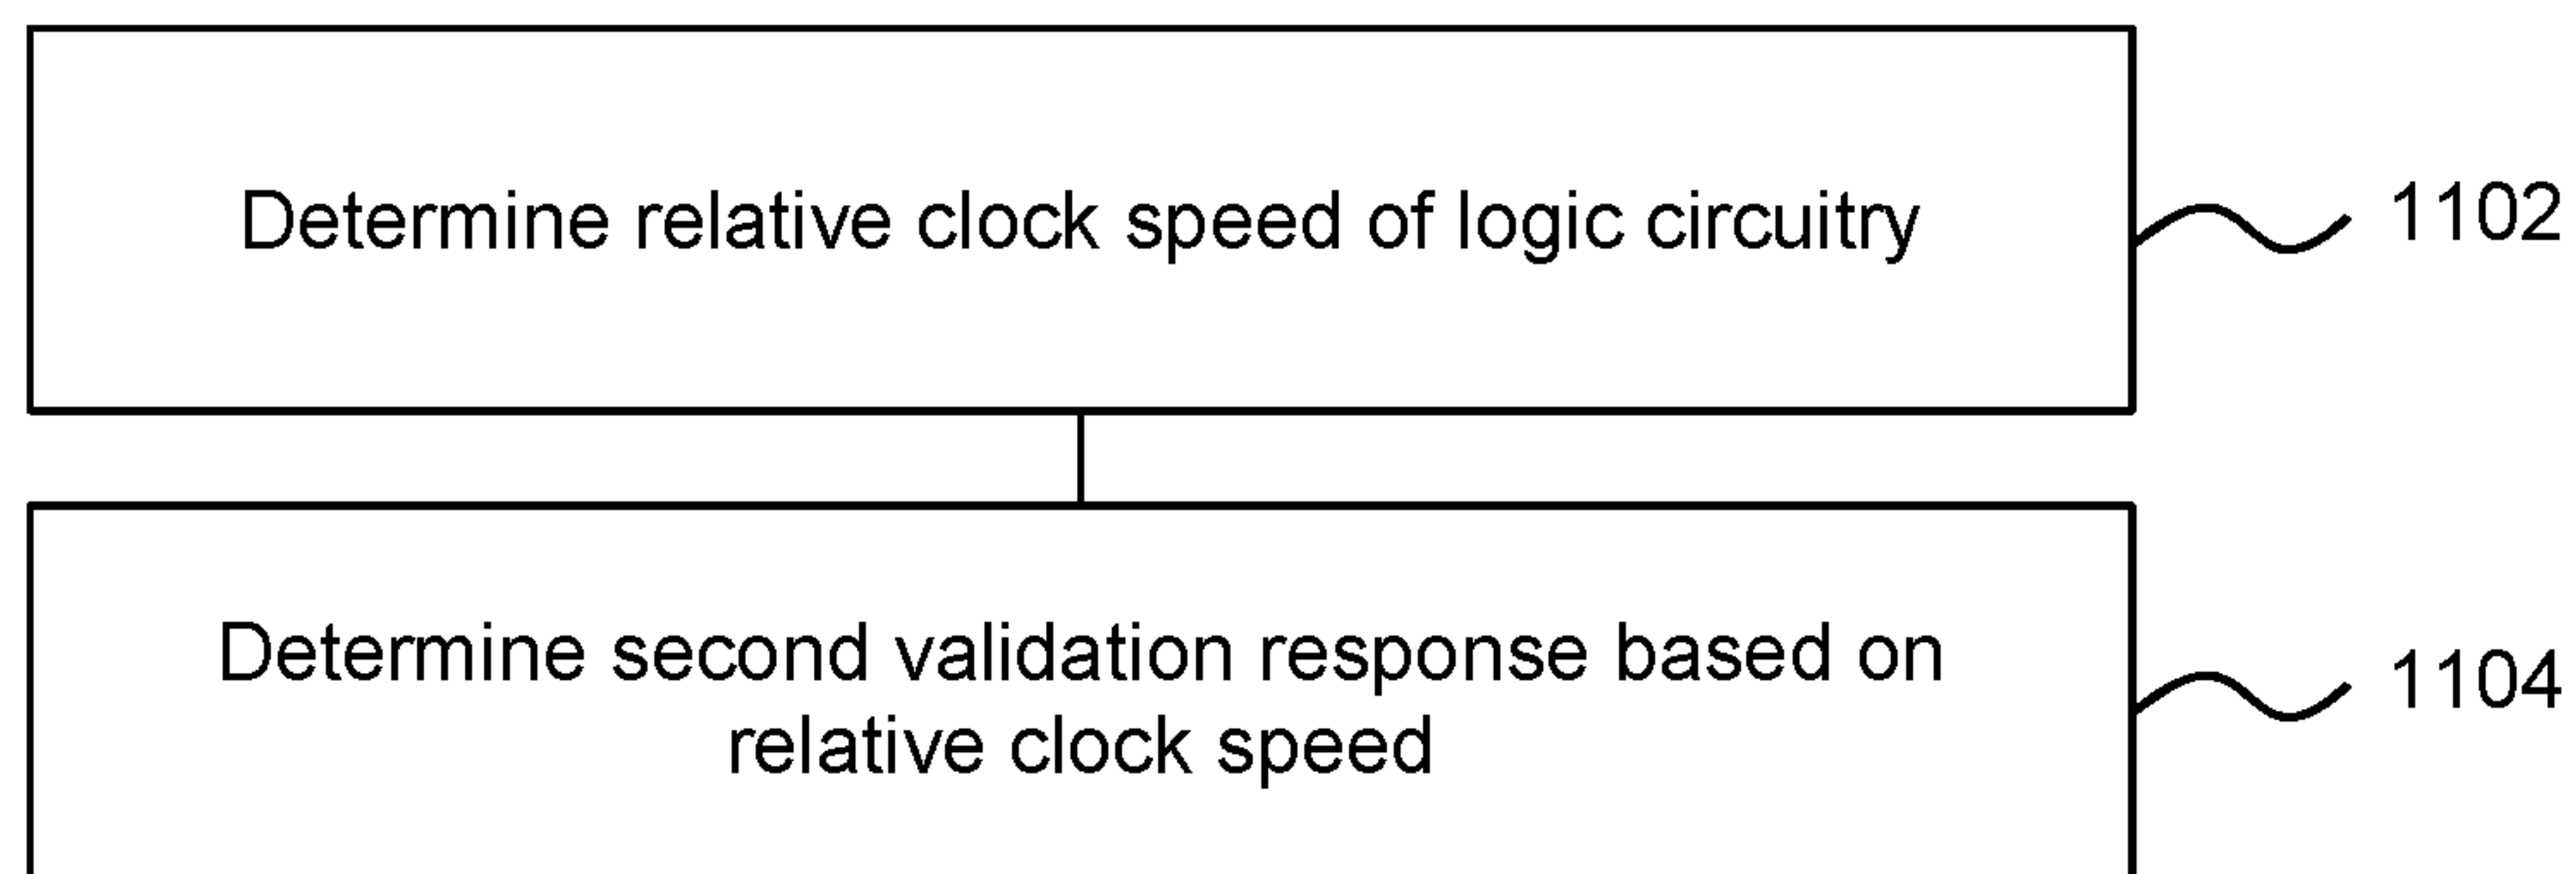 Determine relative clock speed of logic circuitry
1102
Determine second validation response based on
relative clock speed
1104